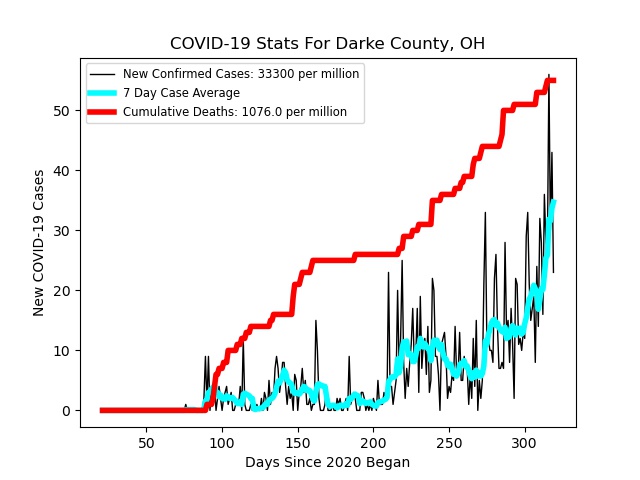 COVID-19 Stats For Darke County, OH
New Confirmed Cases: 33300 per million
7 Day Case Average
Cumulative Deaths: 1076.0 per million
New COVID-19 Cases
50
40
30
20
10
0
50 100 150 200 250 300
Days Since 2020 Began